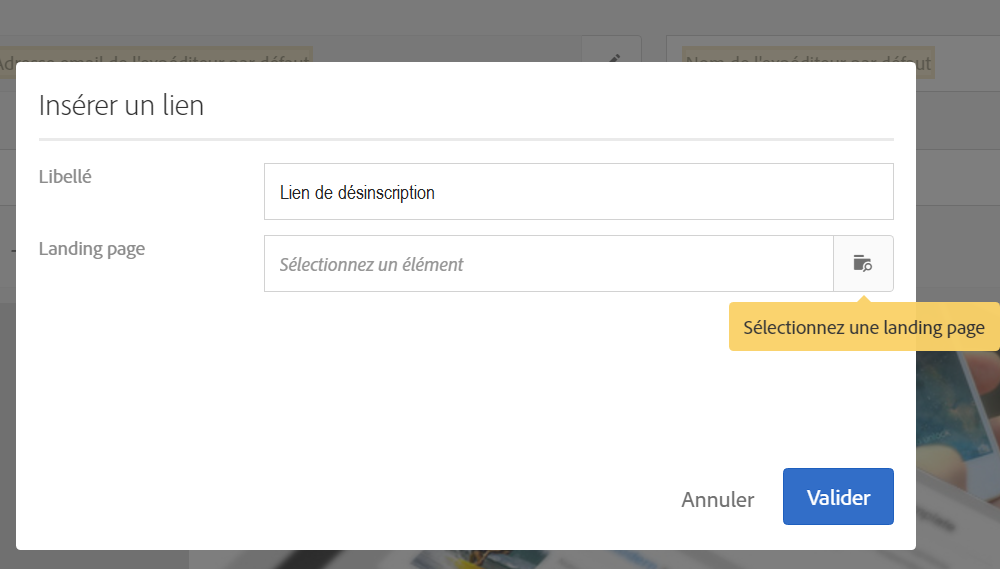 Adresse email de l'expéditeur par défaut
Nom de l'expéditeur par défaut
Insérer un lien
Libellé
Lien de désinscription
Landing page
Sélectionnez un élément
Sélectionnez une landing page
Annuler
Valider